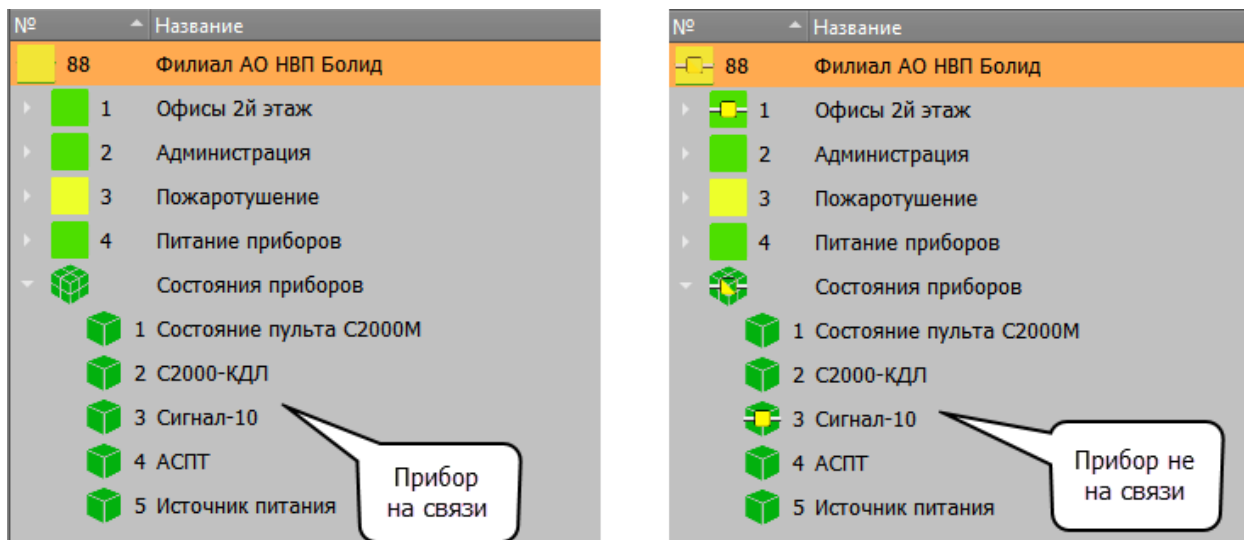 № Название
88 Филиал АО НВП Болид
1 Офисы 2й этаж
2 Администрация
3 Пожаротушение
4 Питание приборов
Состояния приборов
1 Состояние пульта С2000М
2 С2000-КДЛ
3 Сигнал-10
4 АСПТ
5 Источник питания
Прибор
на связи
№ Название
88 Филиал АО НВП Болид
1 Офисы 2й этаж
2 Администрация
3 Пожаротушение
4 Питание приборов
Состояния приборов
1 Состояние пульта С2000М
2 С2000-КДЛ
3 Сигнал-10
4 АСПТ
5 Источник питания
Прибор не
на связи